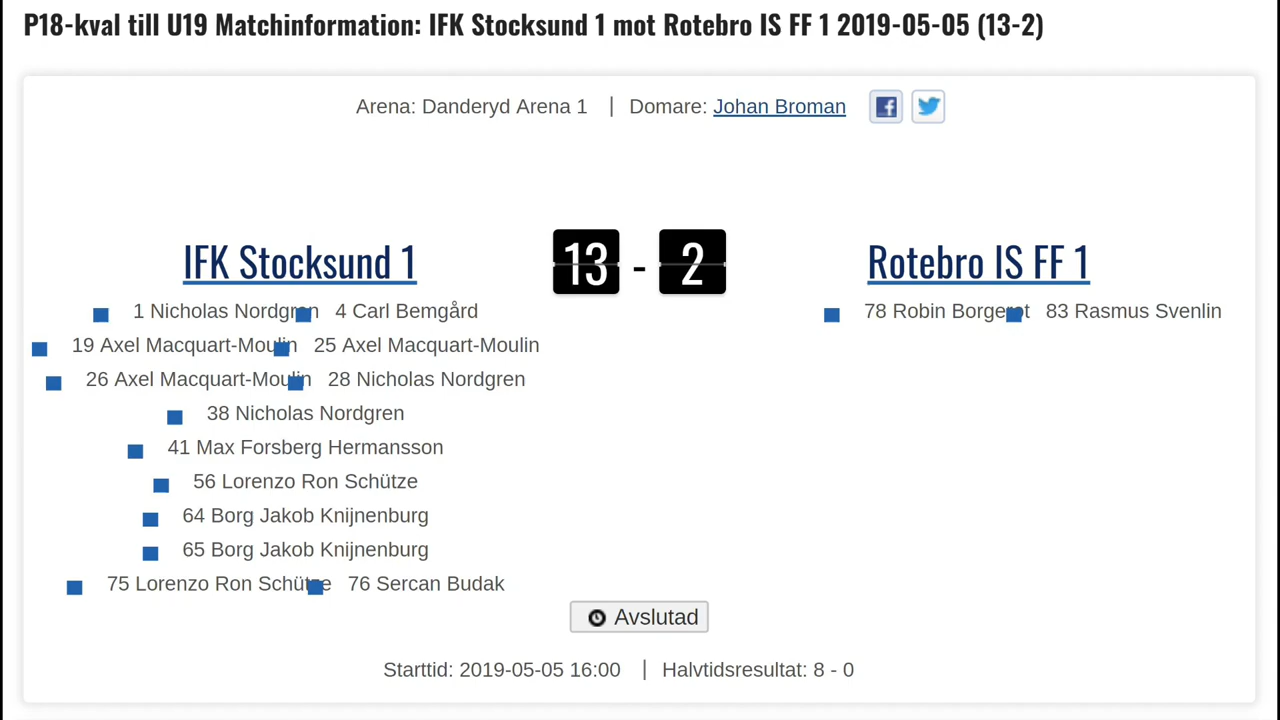 P18-kval till U19 Matchinformation: IFK Stocksund 1 mot Rotebro IS FF 1 2019-05-05 (13-2)
Arena: Danderyd Arena 1 | Domare: Johan Broman
IFK Stocksund 1 13 - 2 Rotebro IS FF 1
1 Nicholas Nordgren 4 Carl Bemgård 78 Robin Borgerot 83 Rasmus Svenlin
19 Axel Macquart-Moulin 25 Axel Macquart-Moulin
26 Axel Macquart-Moulin 28 Nicholas Nordgren
38 Nicholas Nordgren
41 Max Forsberg Hermansson
56 Lorenzo Ron Schütze
64 Borg Jakob Knijnenburg
65 Borg Jakob Knijnenburg
75 Lorenzo Ron Schütze 76 Sercan Budak
Avslutad
Starttid: 2019-05-05 16:00 | Halvtidsresultat: 8 - 0